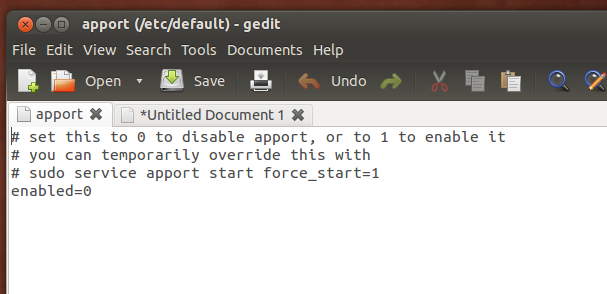 apport (/etc/default) - gedit
File Edit View Search Tools Documents Help
Open Save Undo
apport *Untitled Document 1
# set this to 0 to disable apport, or to 1 to enable it
# you can temporarily override this with
# sudo service apport start force_start=1
enabled=0